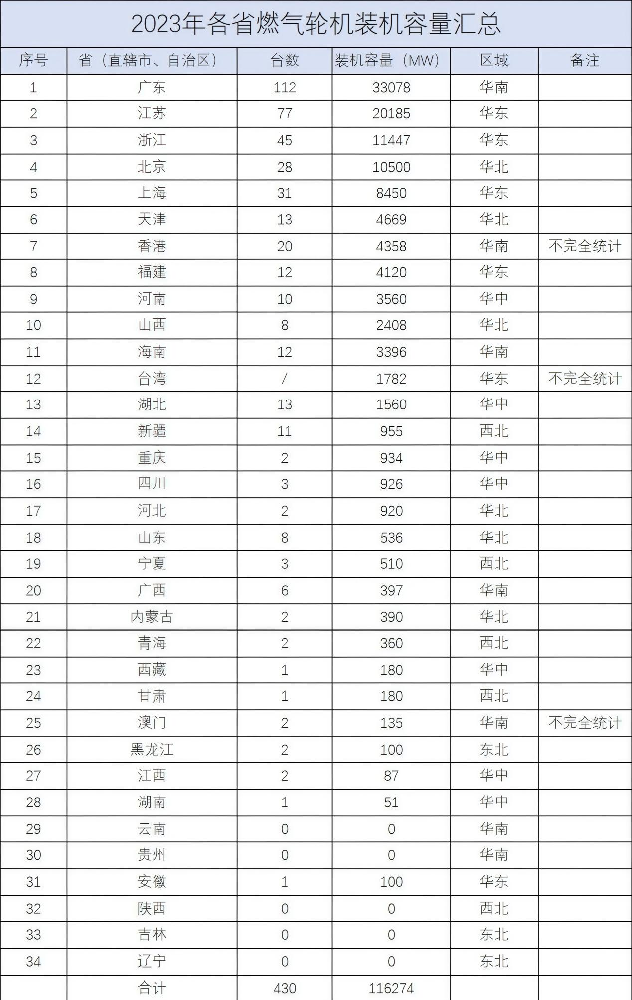 2023年各省燃气轮机装机容量汇总
序号 省（直辖市、自治区） 台数 装机容量（MW） 区域 备注
1 广东 112 33078 华南
2 江苏 77 20185 华东
3 浙江 45 11447 华东
4 北京 28 10500 华北
5 上海 31 8450 华东
6 天津 13 4669 华北
7 香港 20 4358 华南 不完全统计
8 福建 12 4120 华东
9 河南 10 3560 华中
10 山西 8 2408 华北
11 海南 12 3396 华南
12 台湾 / 1782 华东 不完全统计
13 湖北 13 1560 华中
14 新疆 11 955 西北
15 重庆 2 934 华中
16 四川 3 926 华中
17 河北 2 920 华北
18 山东 8 536 华北
19 宁夏 3 510 西北
20 广西 6 397 华南
21 内蒙古 2 390 华北
22 青海 2 360 西北
23 西藏 1 180 华中
24 甘肃 1 180 西北
25 澳门 2 135 华南 不完全统计
26 黑龙江 2 100 东北
27 江西 2 87 华中
28 湖南 1 51 华中
29 云南 0 0 华南
30 贵州 0 0 华南
31 安徽 1 100 华东
32 陕西 0 0 西北
33 吉林 0 0 东北
34 辽宁 0 0 东北
合计 430 116274